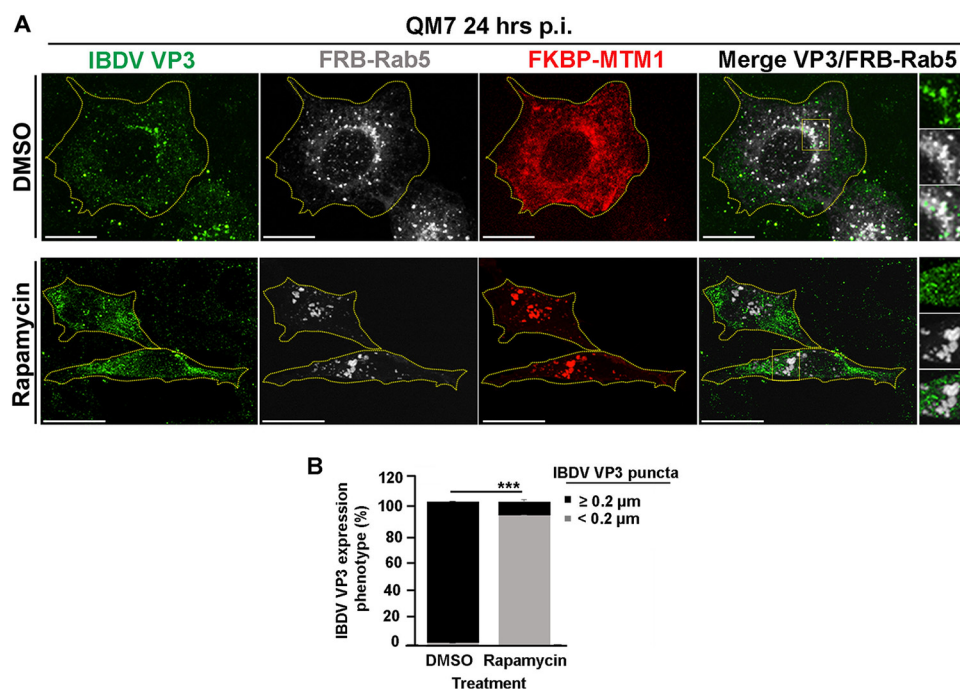 A
QM7 24 hrs p.i.
IBDV VP3 FRB-Rab5 FKBP-MTM1 Merge VP3/FRB-Rab5
DMSO
Rapamycin
B
IBDV VP3 puncta
≥ 0.2 µm
< 0.2 µm
***
IBDV VP3 expression
phenotype (%)
120
100
80
60
40
20
0
DMSO Rapamycin
Treatment